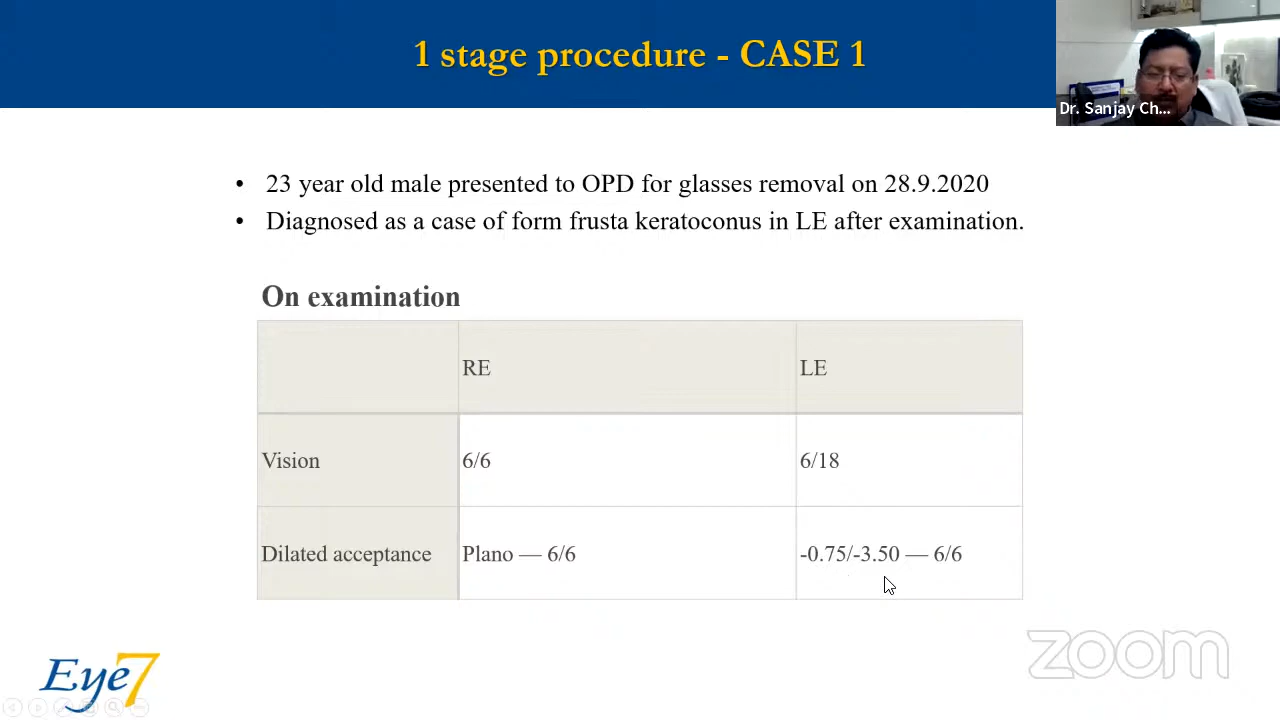 1 stage procedure - CASE 1
Dr. Sanjay Ch...
• 23 year old male presented to OPD for glasses removal on 28.9.2020
• Diagnosed as a case of form frusta keratoconus in LE after examination.
On examination
RE LE
Vision 6/6 6/18
Dilated acceptance Plano — 6/6 -0.75/-3.50 — 6/6
Eye7
zoom